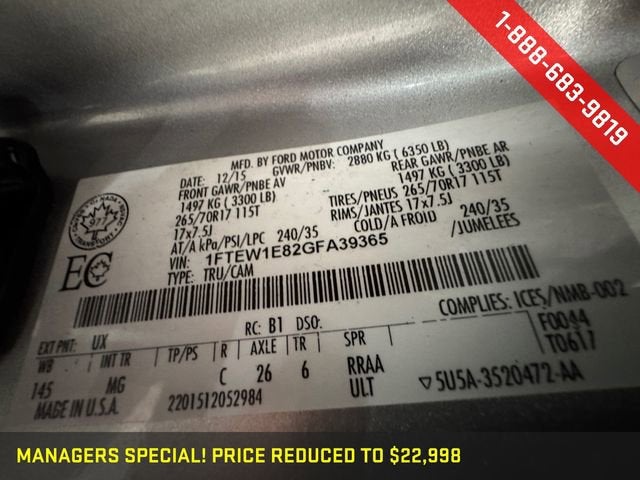 1-888-683-9819
MFD. BY FORD MOTOR COMPANY
DATE: 12/15 GVWR/PNBV: 2880 KG ( 6350 LB)
FRONT GAWR/PNBE AV REAR GAWR/PNBE AR
1497 KG ( 3300 LB) 1497 KG ( 3300 LB)
265/70R17 115T TIRES/PNEUS 265/70R17 115T
17x7.5J RIMS/JANTES 17x7.5J
AT/A kPa/PSI/LPC 240/35 COLD/A FROID 240/35
VIN: 1FTEW1E82GFA39365 /JUMELEES
TYPE: TRU/CAM
EC
COMPLIES: ICES/NMB-002
EXT PNT: UX RC: B1 DSO: F0044
WB INT TR TP/PS R AXLE TR SPR T0617
145 MG C 26 6 RRAA
ULT
MADE IN U.S.A. 2201512052984 5U5A-3520472-AA
MANAGERS SPECIAL! PRICE REDUCED TO $22,998